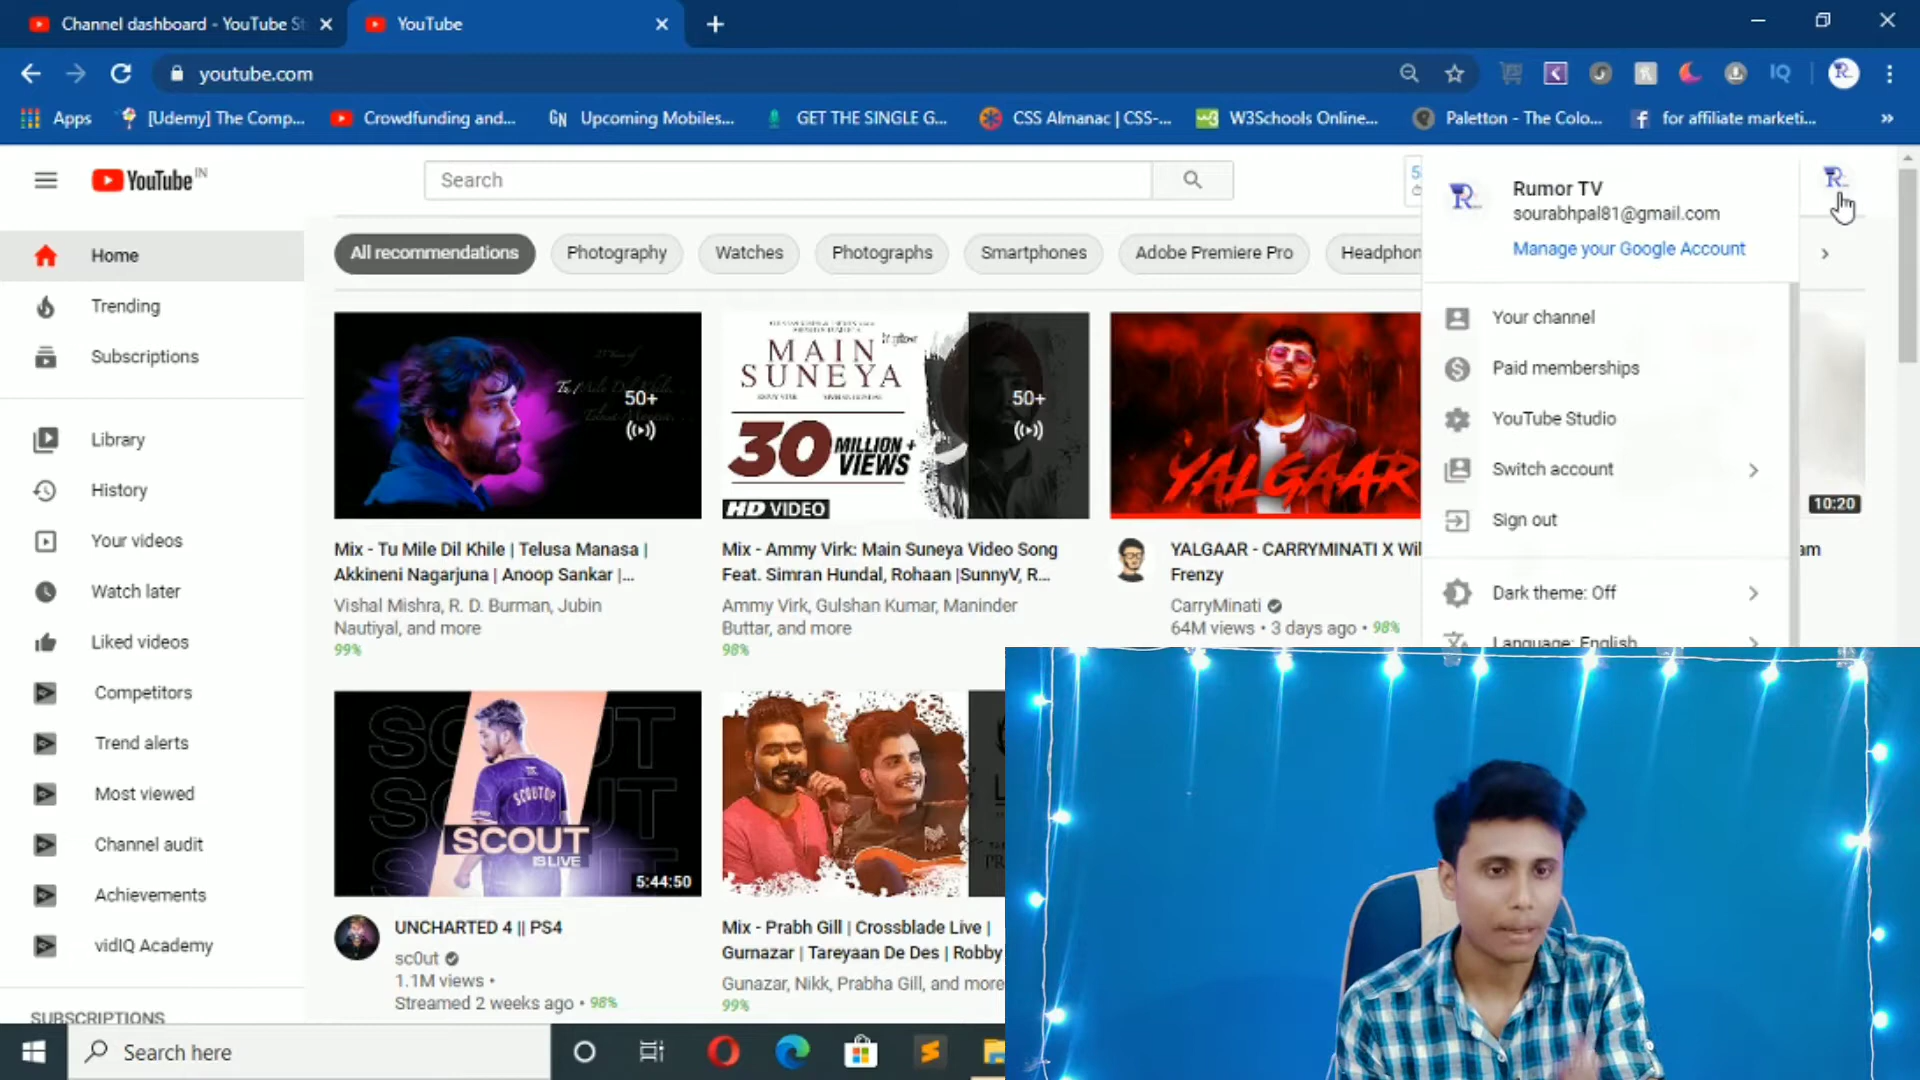 Channel dashboard - YouTube St
YouTube
youtube.com
Apps
[Udemy] The Comp...
Crowdfunding and...
GN Upcoming Mobiles...
GET THE SINGLE G...
CSS Almanac | CSS-...
W3Schools Online...
Paletton - The Colo...
for affiliate marketi...
YouTube IN
Search
Rumor TV
sourabhpal81@gmail.com
Manage your Google Account
Home
Trending
Subscriptions
Library
History
Your videos
Watch later
Liked videos
Competitors
Trend alerts
Most viewed
Channel audit
Achievements
vidIQ Academy
SUBSCRIPTIONS
All recommendations
Photography
Watches
Photographs
Smartphones
Adobe Premiere Pro
Headphon
Your channel
Paid memberships
YouTube Studio
Switch account
Sign out
Dark theme: Off
Language: English
50+
MAIN
SUNEYA
30 MILLION +
VIEWS
HD VIDEO
50+
YALGAAR
10:20
Mix - Tu Mile Dil Khile | Telusa Manasa |
Akkineni Nagarjuna | Anoop Sankar |...
Vishal Mishra, R. D. Burman, Jubin
Nautiyal, and more
99%
Mix - Ammy Virk: Main Suneya Video Song
Feat. Simran Hundal, Rohaan |SunnyV, R...
Ammy Virk, Gulshan Kumar, Maninder
Buttar, and more
98%
YALGAAR - CARRYMINATI X Wil
Frenzy
CarryMinati
64M views • 3 days ago • 98%
am
SCOUT
SCOUTOP
SCOUT
IS LIVE
5:44:50
UNCHARTED 4 || PS4
sc0ut
1.1M views •
Streamed 2 weeks ago • 98%
Mix - Prabh Gill | Crossblade Live |
Gurnazar | Tareyaan De Des | Robby
Gunazar, Nikk, Prabha Gill, and more
99%
Search here